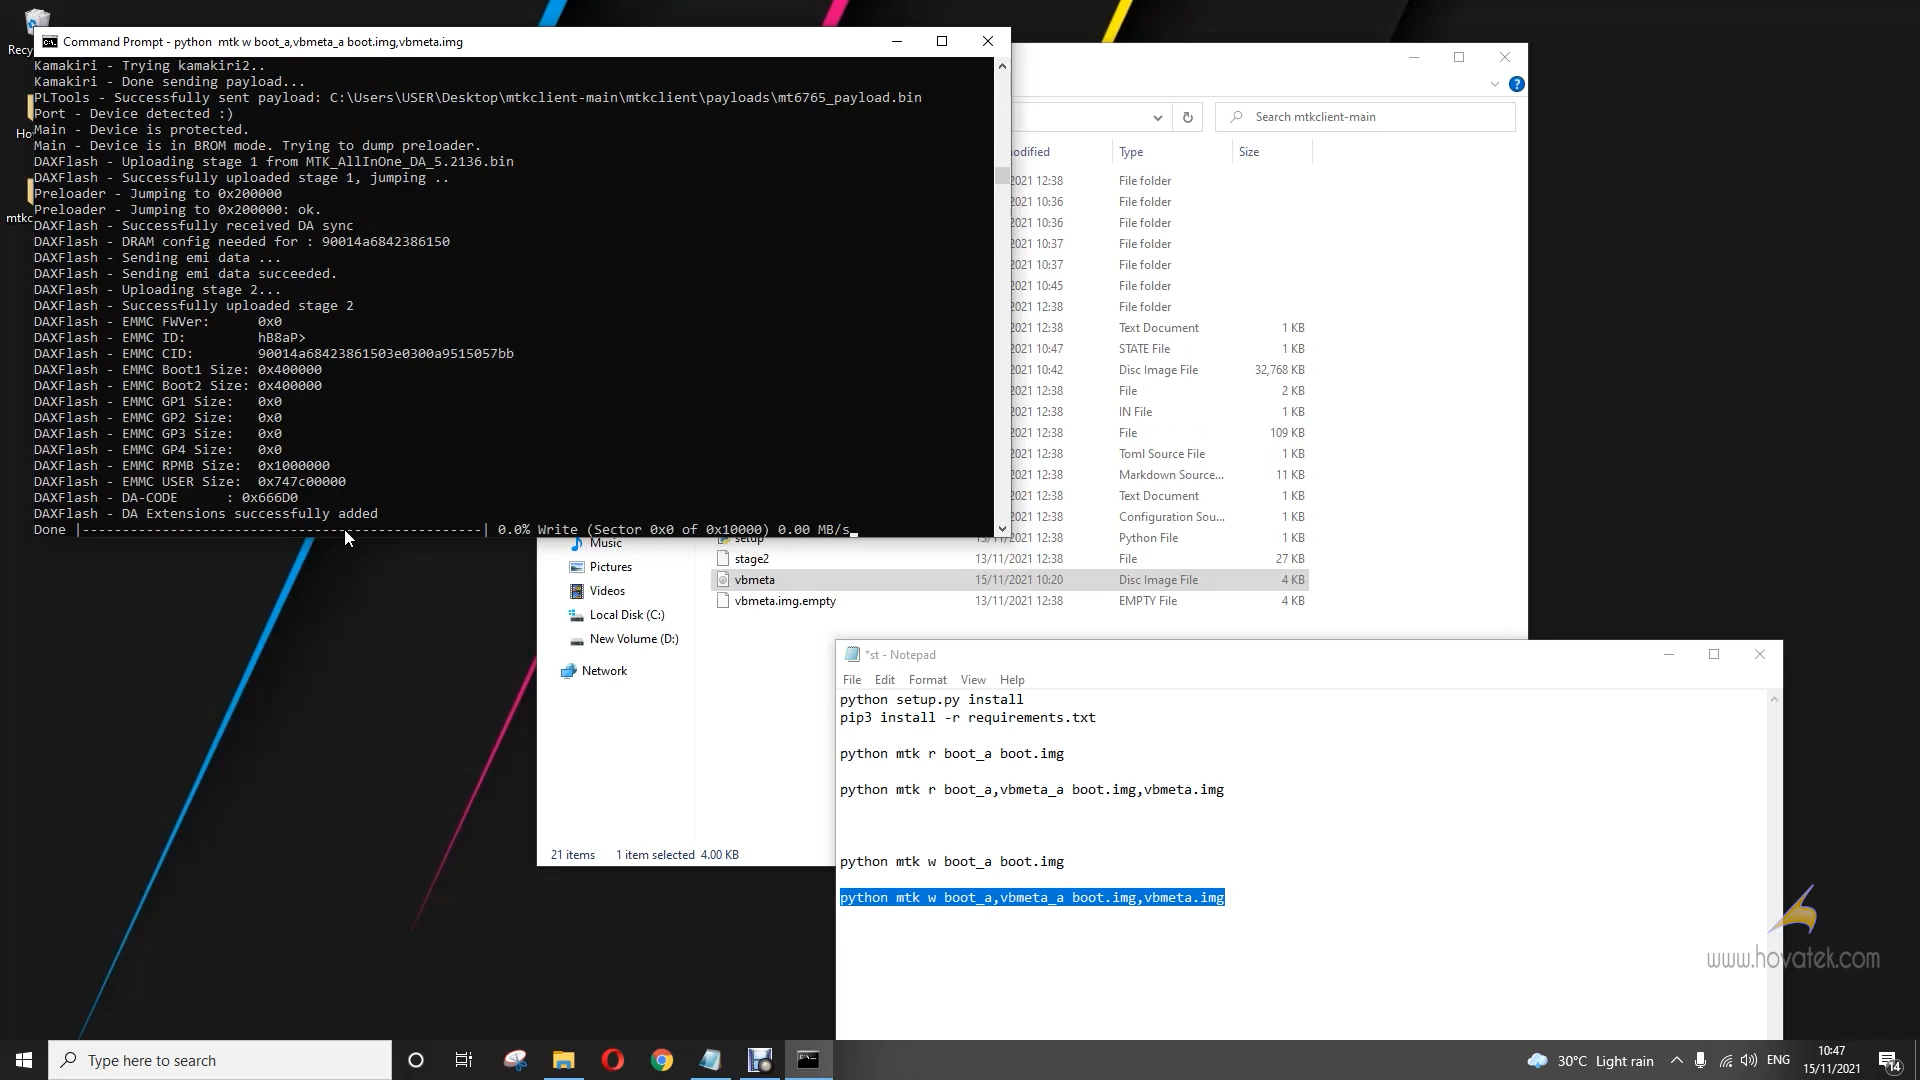 Recy
Ho
mtkc
Command Prompt - python  mtk w boot_a,vbmeta_a boot.img,vbmeta.img
Kamakiri - Trying kamakiri2..
Kamakiri - Done sending payload...
PLTools - Successfully sent payload: C:\Users\USER\Desktop\mtkclient-main\mtkclient\payloads\mt6765_payload.bin
Port - Device detected :)
Main - Device is protected.
Main - Device is in BROM mode. Trying to dump preloader.
DAXFlash - Uploading stage 1 from MTK_AllInOne_DA_5.2136.bin
DAXFlash - Successfully uploaded stage 1, jumping ..
Preloader - Jumping to 0x200000
Preloader - Jumping to 0x200000: ok.
DAXFlash - Successfully received DA sync
DAXFlash - DRAM config needed for : 90014a6842386150
DAXFlash - Sending emi data ...
DAXFlash - Sending emi data succeeded.
DAXFlash - Uploading stage 2...
DAXFlash - Successfully uploaded stage 2
DAXFlash - EMMC FWVer:      0x0
DAXFlash - EMMC ID:         hB8aP>
DAXFlash - EMMC CID:        90014a68423861503e0300a9515057bb
DAXFlash - EMMC Boot1 Size: 0x400000
DAXFlash - EMMC Boot2 Size: 0x400000
DAXFlash - EMMC GP1 Size:   0x0
DAXFlash - EMMC GP2 Size:   0x0
DAXFlash - EMMC GP3 Size:   0x0
DAXFlash - EMMC GP4 Size:   0x0
DAXFlash - EMMC RPMB Size:  0x1000000
DAXFlash - EMMC USER Size:  0x747c00000
DAXFlash - DA-CODE      : 0x666D0
DAXFlash - DA Extensions successfully added
Done |--------------------------------------------------| 0.0% Write (Sector 0x0 of 0x10000) 0.00 MB/s_
Search mtkclient-main
odified Type Size
2021 12:38 File folder
2021 10:36 File folder
2021 10:36 File folder
2021 10:37 File folder
2021 10:37 File folder
2021 10:45 File folder
2021 12:38 File folder
2021 12:38 Text Document 1 KB
2021 10:47 STATE File 1 KB
2021 10:42 Disc Image File 32,768 KB
2021 12:38 File 2 KB
2021 12:38 IN File 1 KB
2021 12:38 File 109 KB
2021 12:38 Toml Source File 1 KB
2021 12:38 Markdown Source... 11 KB
2021 12:38 Text Document 1 KB
2021 12:38 Configuration Sou... 1 KB
setup 13/11/2021 12:38 Python File 1 KB
stage2 13/11/2021 12:38 File 27 KB
vbmeta 15/11/2021 10:20 Disc Image File 4 KB
vbmeta.img.empty 13/11/2021 12:38 EMPTY File 4 KB
Music
Pictures
Videos
Local Disk (C:)
New Volume (D:)
Network
21 items 1 item selected 4.00 KB
*st - Notepad
File Edit Format View Help
python setup.py install
pip3 install -r requirements.txt
python mtk r boot_a boot.img
python mtk r boot_a,vbmeta_a boot.img,vbmeta.img
python mtk w boot_a boot.img
python mtk w boot_a,vbmeta_a boot.img,vbmeta.img
www.hovatek.com
Type here to search
30°C Light rain
ENG
10:47
15/11/2021
14